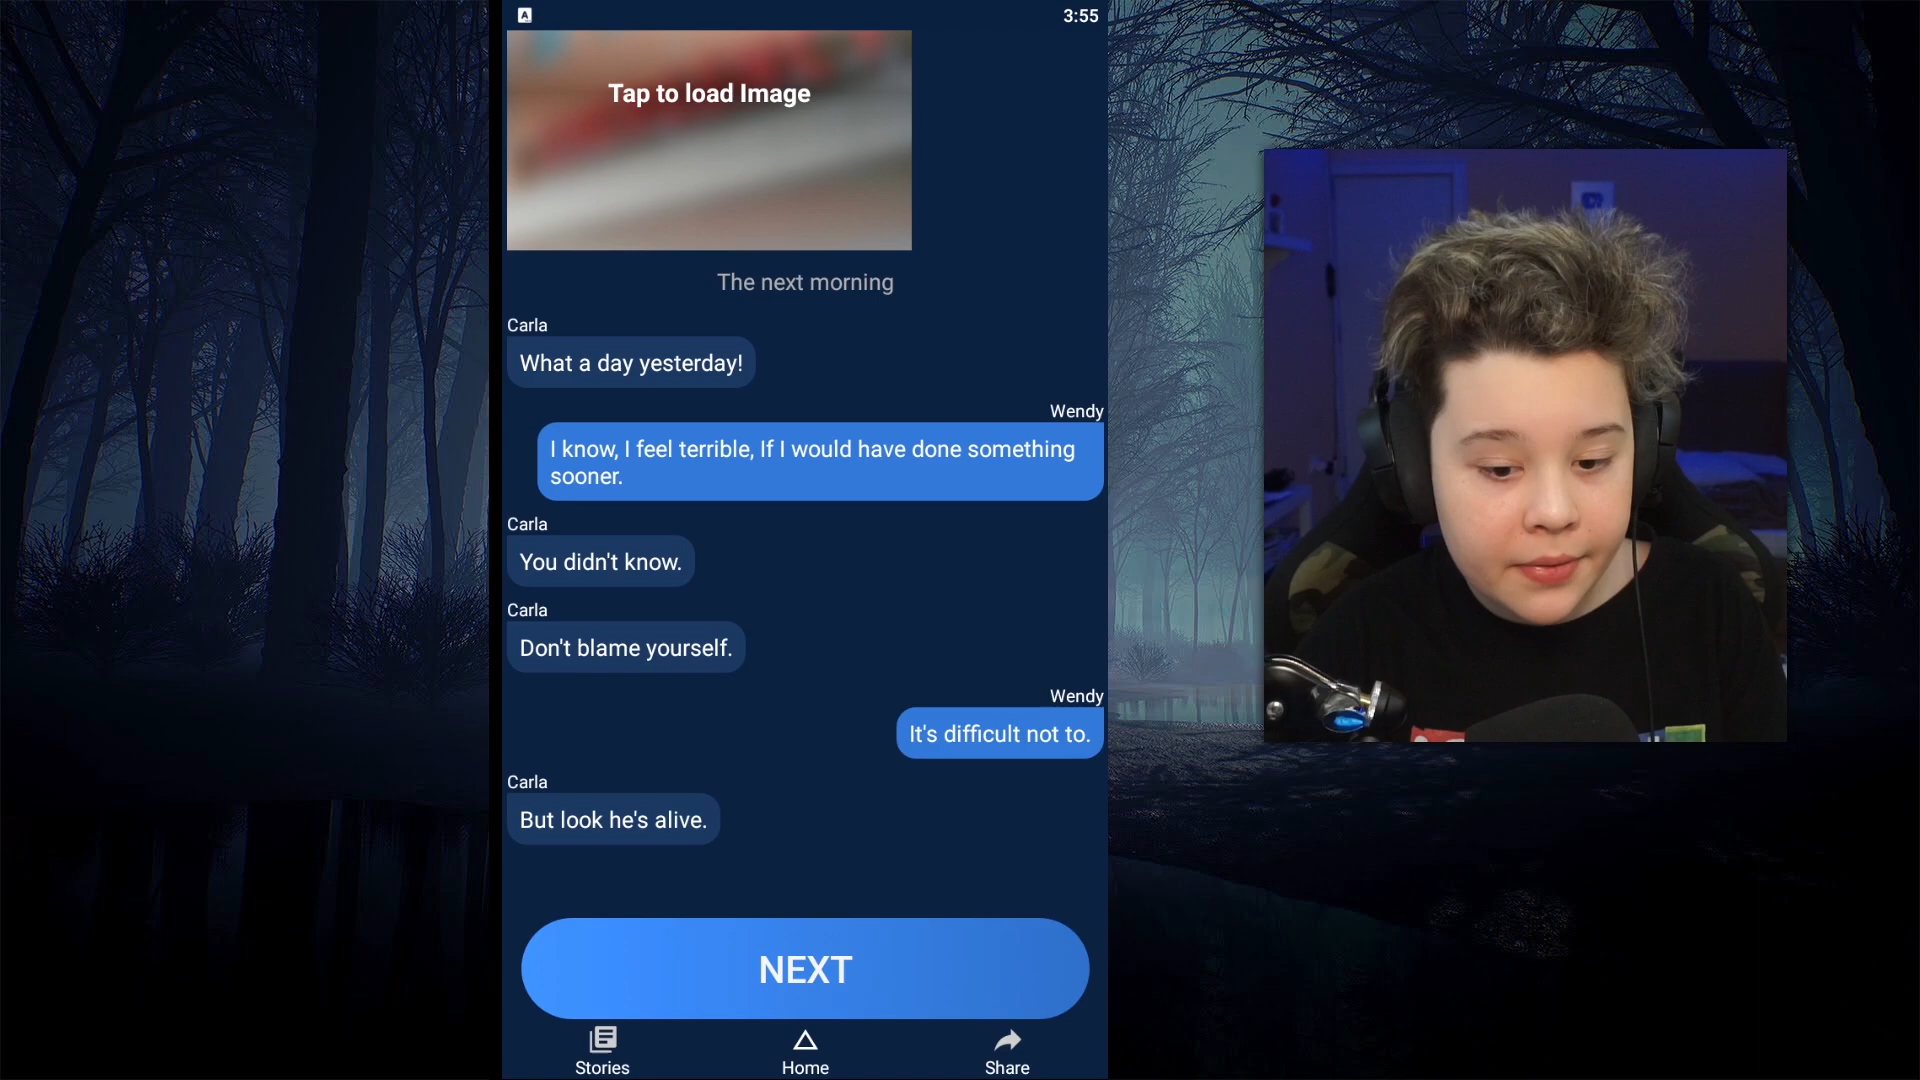 A
3:55
Tap to load Image
The next morning
Carla
What a day yesterday!
Wendy
I know, I feel terrible, If I would have done something
sooner.
Carla
You didn't know.
Carla
Don't blame yourself.
Wendy
It's difficult not to.
Carla
But look he's alive.
NEXT
Stories
Home
Share